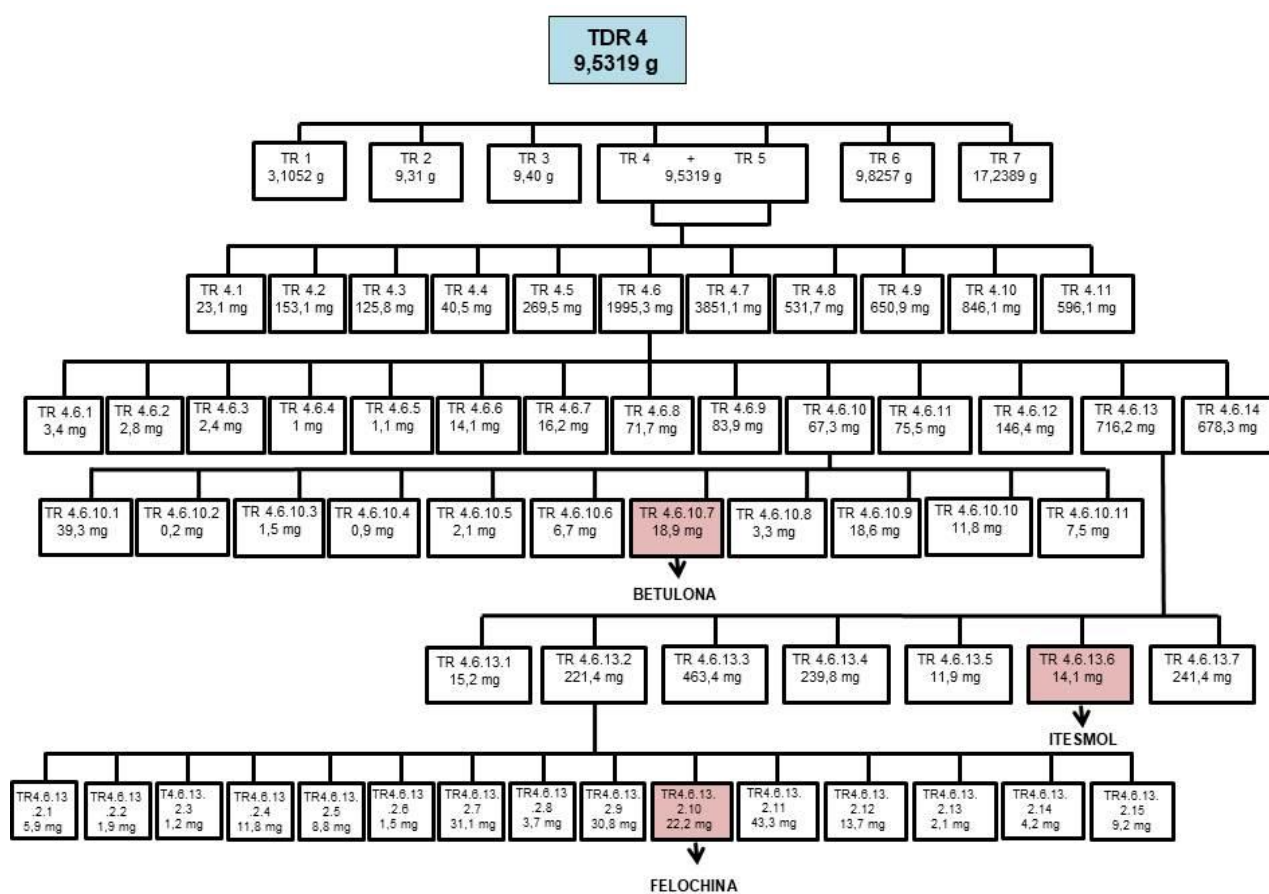 TDR 4
9,5319 g
TR 1
3,1052 g
TR 2
9,31 g
TR 3
9,40 g
TR 4 + TR 5
9,5319 g
TR 6
9,8257 g
TR 7
17,2389 g
TR 4.1
23,1 mg
TR 4.2
153,1 mg
TR 4.3
125,8 mg
TR 4.4
40,5 mg
TR 4.5
269,5 mg
TR 4.6
1995,3 mg
TR 4.7
3851,1 mg
TR 4.8
531,7 mg
TR 4.9
650,9 mg
TR 4.10
846,1 mg
TR 4.11
596,1 mg
TR 4.6.1
3,4 mg
TR 4.6.2
2,8 mg
TR 4.6.3
2,4 mg
TR 4.6.4
1 mg
TR 4.6.5
1,1 mg
TR 4.6.6
14,1 mg
TR 4.6.7
16,2 mg
TR 4.6.8
71,7 mg
TR 4.6.9
83,9 mg
TR 4.6.10
67,3 mg
TR 4.6.11
75,5 mg
TR 4.6.12
146,4 mg
TR 4.6.13
716,2 mg
TR 4.6.14
678,3 mg
TR 4.6.10.1
39,3 mg
TR 4.6.10.2
0,2 mg
TR 4.6.10.3
1,5 mg
TR 4.6.10.4
0,9 mg
TR 4.6.10.5
2,1 mg
TR 4.6.10.6
6,7 mg
TR 4.6.10.7
18,9 mg
TR 4.6.10.8
3,3 mg
TR 4.6.10.9
18,6 mg
TR 4.6.10.10
11,8 mg
TR 4.6.10.11
7,5 mg
BETULONA
TR 4.6.13.1
15,2 mg
TR 4.6.13.2
221,4 mg
TR 4.6.13.3
463,4 mg
TR 4.6.13.4
239,8 mg
TR 4.6.13.5
11,9 mg
TR 4.6.13.6
14,1 mg
TR 4.6.13.7
241,4 mg
ITESMOL
TR4.6.13
.2.1
5,9 mg
TR4.6.13
.2.2
1,9 mg
T4.6.13
.2.3
1,2 mg
TR4.6.13.
.2.4
11,8 mg
TR4.6.13.
.2.5
8,8 mg
TR4.6.13
.2.6
1,5 mg
TR4.6.13.
2.7
31,1 mg
TR4.6.13
.2.8
3,7 mg
TR4.6.13.
.2.9
30,8 mg
TR4.6.13.
2.10
22,2 mg
TR4.6.13.
2.11
43,3 mg
TR4.6.13.
2.12
13,7 mg
TR4.6.13.
2.13
2,1 mg
TR4.6.13.
2.14
4,2 mg
TR4.6.13.
2.15
9,2 mg
FELOCHINA